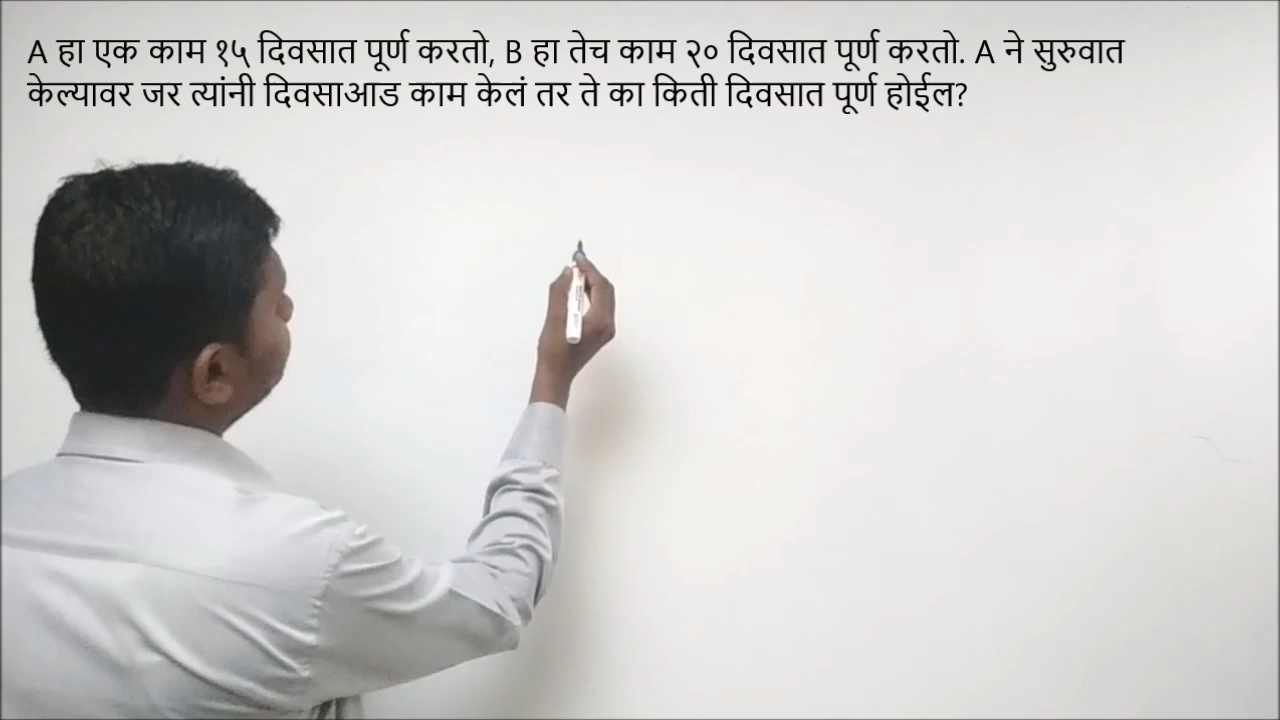 A हा एक काम १५ दिवसात पूर्ण करतो, B हा तेच काम २० दिवसात पूर्ण करतो. A ने सुरुवात
केल्यावर जर त्यांनी दिवसाआड काम केलं तर ते का किती दिवसात पूर्ण होईल?